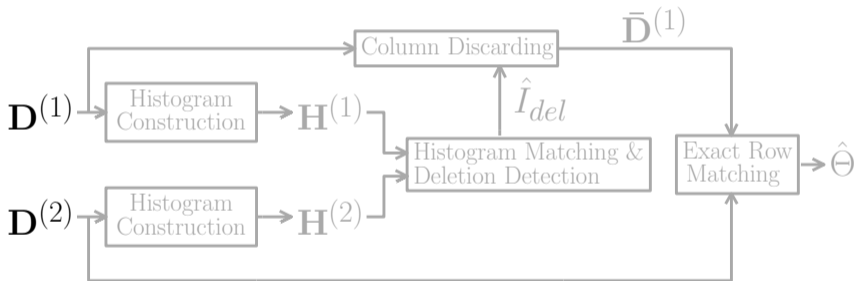 Column Discarding
D̄^(1)
D^(1)
Histogram
Construction
H^(1)
Î_del
Histogram Matching &
Deletion Detection
Exact Row
Matching
Θ̂
D^(2)
Histogram
Construction
H^(2)